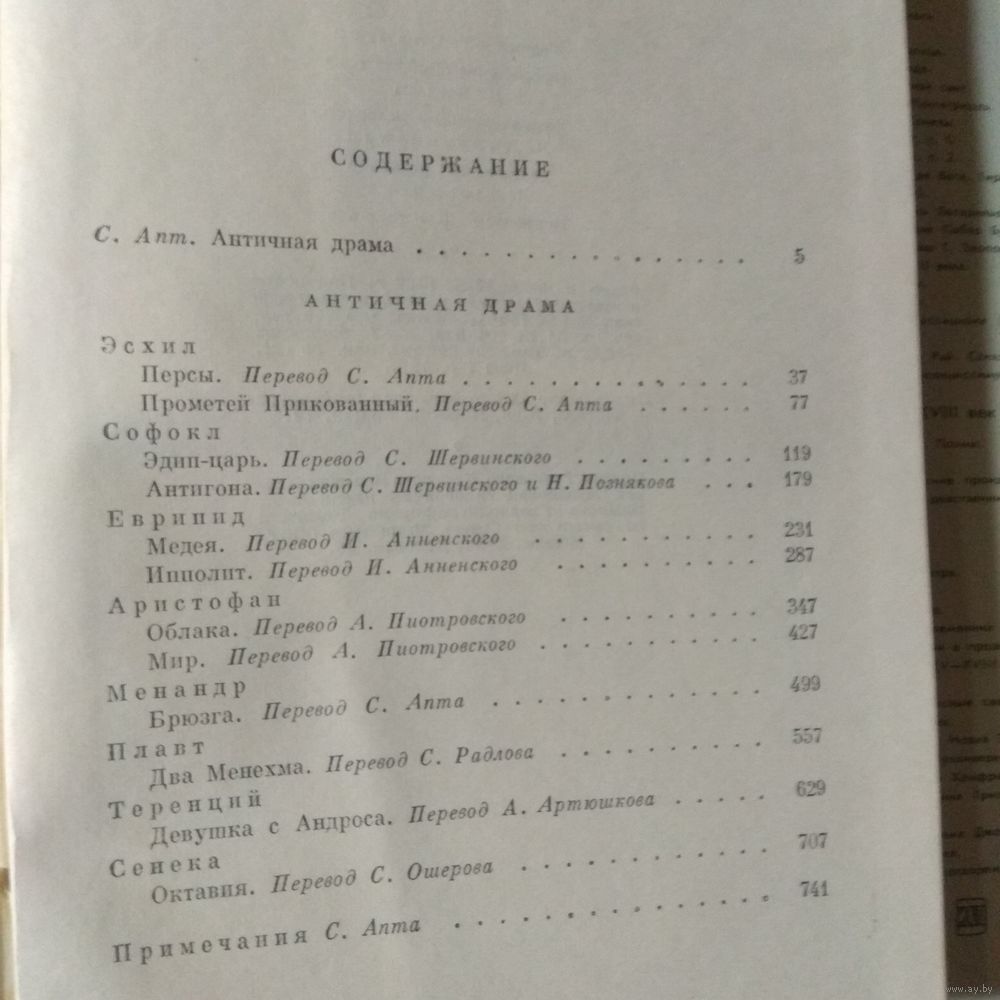 СОДЕРЖАНИЕ
С. Апт. Античная драма . . . . . . . . . . . . . . . . 5
АНТИЧНАЯ ДРАМА
Эсхил
Персы. Перевод С. Апта . . . . . . . . . . . . . 37
Прометей Прикованный. Перевод С. Апта . . . . . . 77
Софокл
Эдип-царь. Перевод С. Шервинского . . . . . . . . . 119
Антигона. Перевод С. Шервинского и Н. Познякова . . . 179
Еврипид
Медея. Перевод И. Анненского . . . . . . . . . . . 231
Ипполит. Перевод И. Анненского . . . . . . . . . . 287
Аристофан
Облака. Перевод А. Пиотровского . . . . . . . . . . 347
Мир. Перевод А. Пиотровского . . . . . . . . . . . 427
Менандр
Брюзга. Перевод С. Апта . . . . . . . . . . . . . 499
Плавт
Два Менехма. Перевод С. Радлова . . . . . . . . . . 557
Теренций
Девушка с Андроса. Перевод А. Артюшкова . . . . . 629
Сенека
Октавия. Перевод С. Ошерова . . . . . . . . . . . . 707
Примечания С. Апта . . . . . . . . . . . . . . . 741
www.ay.by